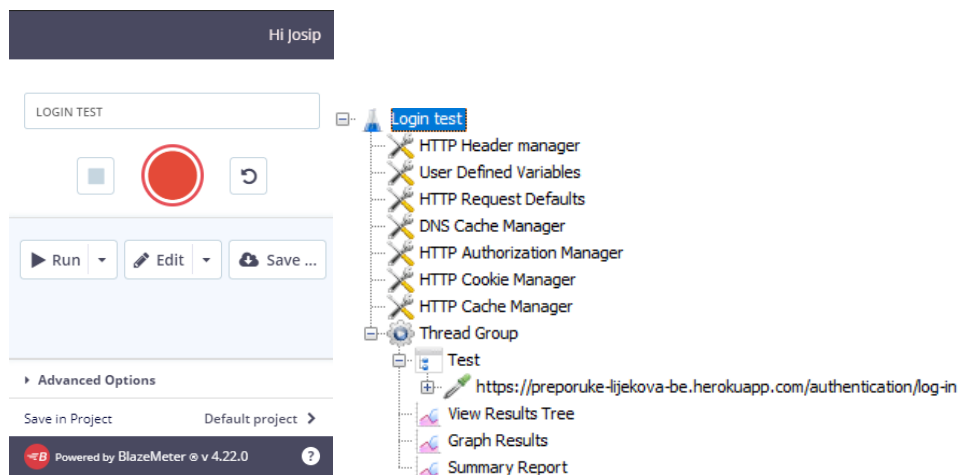 Hi Josip
LOGIN TEST
Run
Edit
Save ...
Advanced Options
Save in Project
Default project
B Powered by BlazeMeter ® v 4.22.0
?
Login test
HTTP Header manager
User Defined Variables
HTTP Request Defaults
DNS Cache Manager
HTTP Authorization Manager
HTTP Cookie Manager
HTTP Cache Manager
Thread Group
Test
https://preporuke-lijekova-be.herokuapp.com/authentication/log-in
View Results Tree
Graph Results
Summary Report